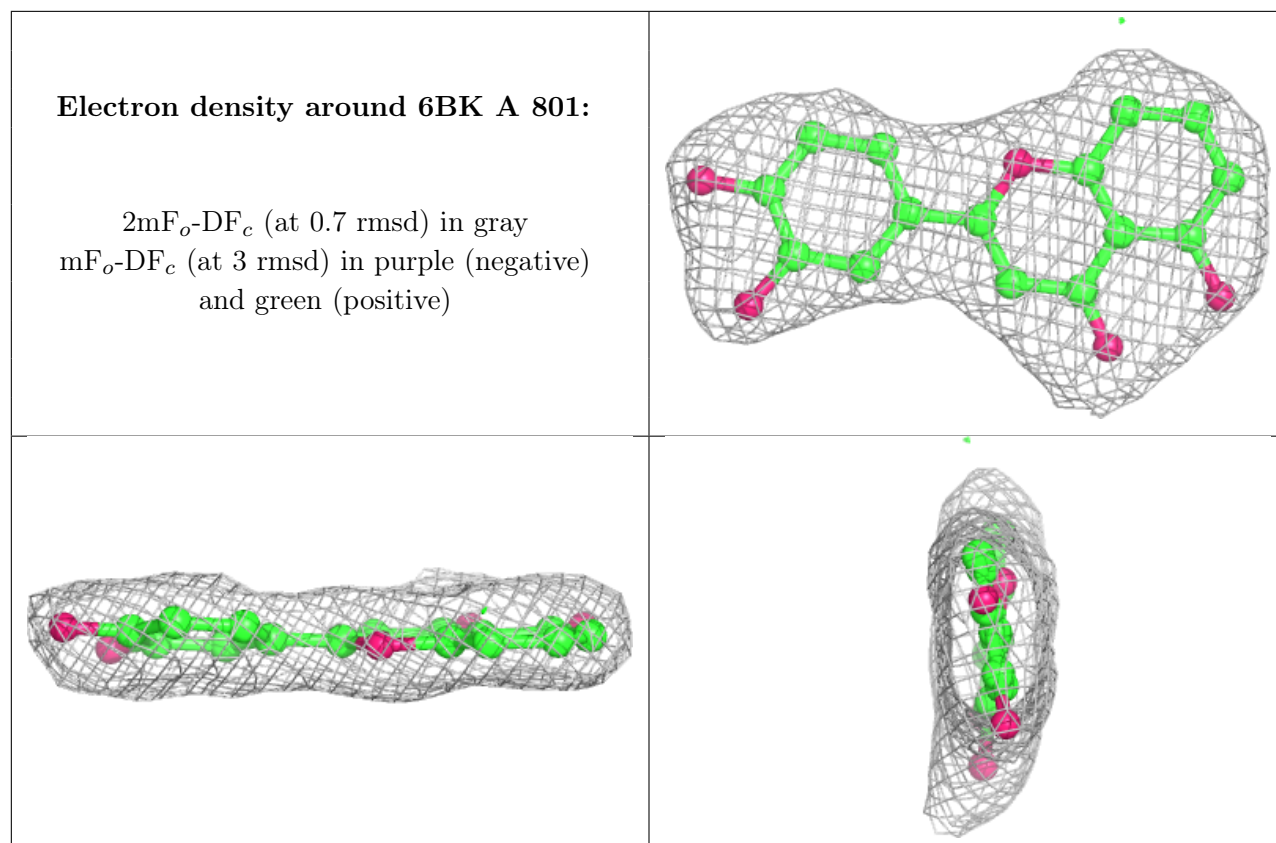 Electron density around 6BK A 801:
2mFo-DFc (at 0.7 rmsd) in gray
mFo-DFc (at 3 rmsd) in purple (negative)
and green (positive)